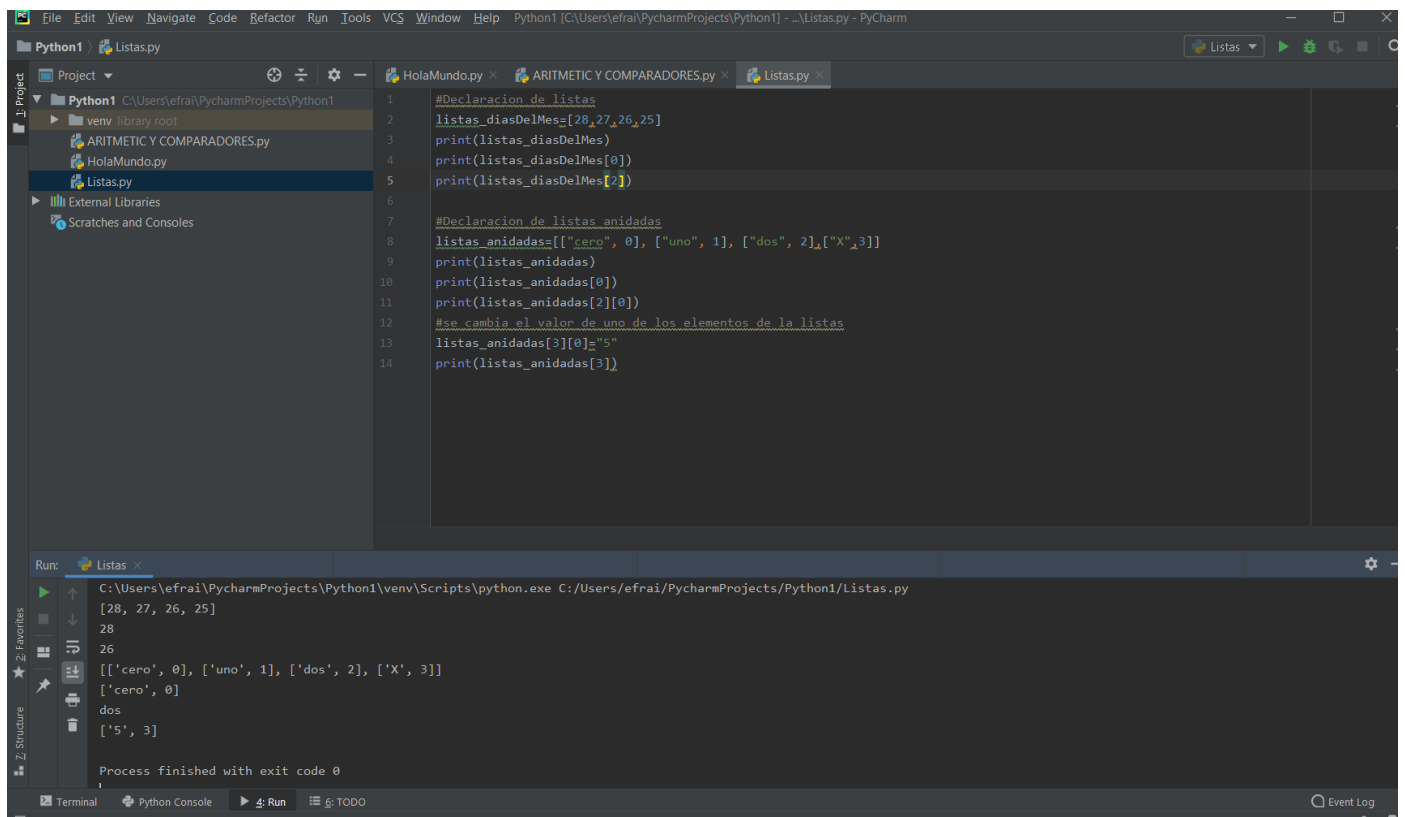 File Edit View Navigate Code Refactor Run Tools VCS Window Help Python1 [C:\Users\efrai\PycharmProjects\Python1] - ...\Listas.py - PyCharm
Python1 Listas.py
Listas
1: Project
Project
HolaMundo.py ARITMETIC Y COMPARADORES.py Listas.py
Python1 C:\Users\efrai\PycharmProjects\Python1
venv library root
ARITMETIC Y COMPARADORES.py
HolaMundo.py
Listas.py
External Libraries
Scratches and Consoles
1 #Declaracion de listas
2 listas_diasDelMes=[28,27,26,25]
3 print(listas_diasDelMes)
4 print(listas_diasDelMes[0])
5 print(listas_diasDelMes[2])
6
7 #Declaracion de listas anidadas
8 listas_anidadas=[["cero", 0], ["uno", 1], ["dos", 2],["X",3]]
9 print(listas_anidadas)
10 print(listas_anidadas[0])
11 print(listas_anidadas[2][0])
12 #se cambia el valor de uno de los elementos de la listas
13 listas_anidadas[3][0]="5"
14 print(listas_anidadas[3])
Run: Listas
C:\Users\efrai\PycharmProjects\Python1\venv\Scripts\python.exe C:/Users/efrai/PycharmProjects/Python1/Listas.py
[28, 27, 26, 25]
28
26
[['cero', 0], ['uno', 1], ['dos', 2], ['X', 3]]
['cero', 0]
dos
['5', 3]
Process finished with exit code 0
2: Favorites
7: Structure
Terminal Python Console 4: Run 6: TODO Event Log